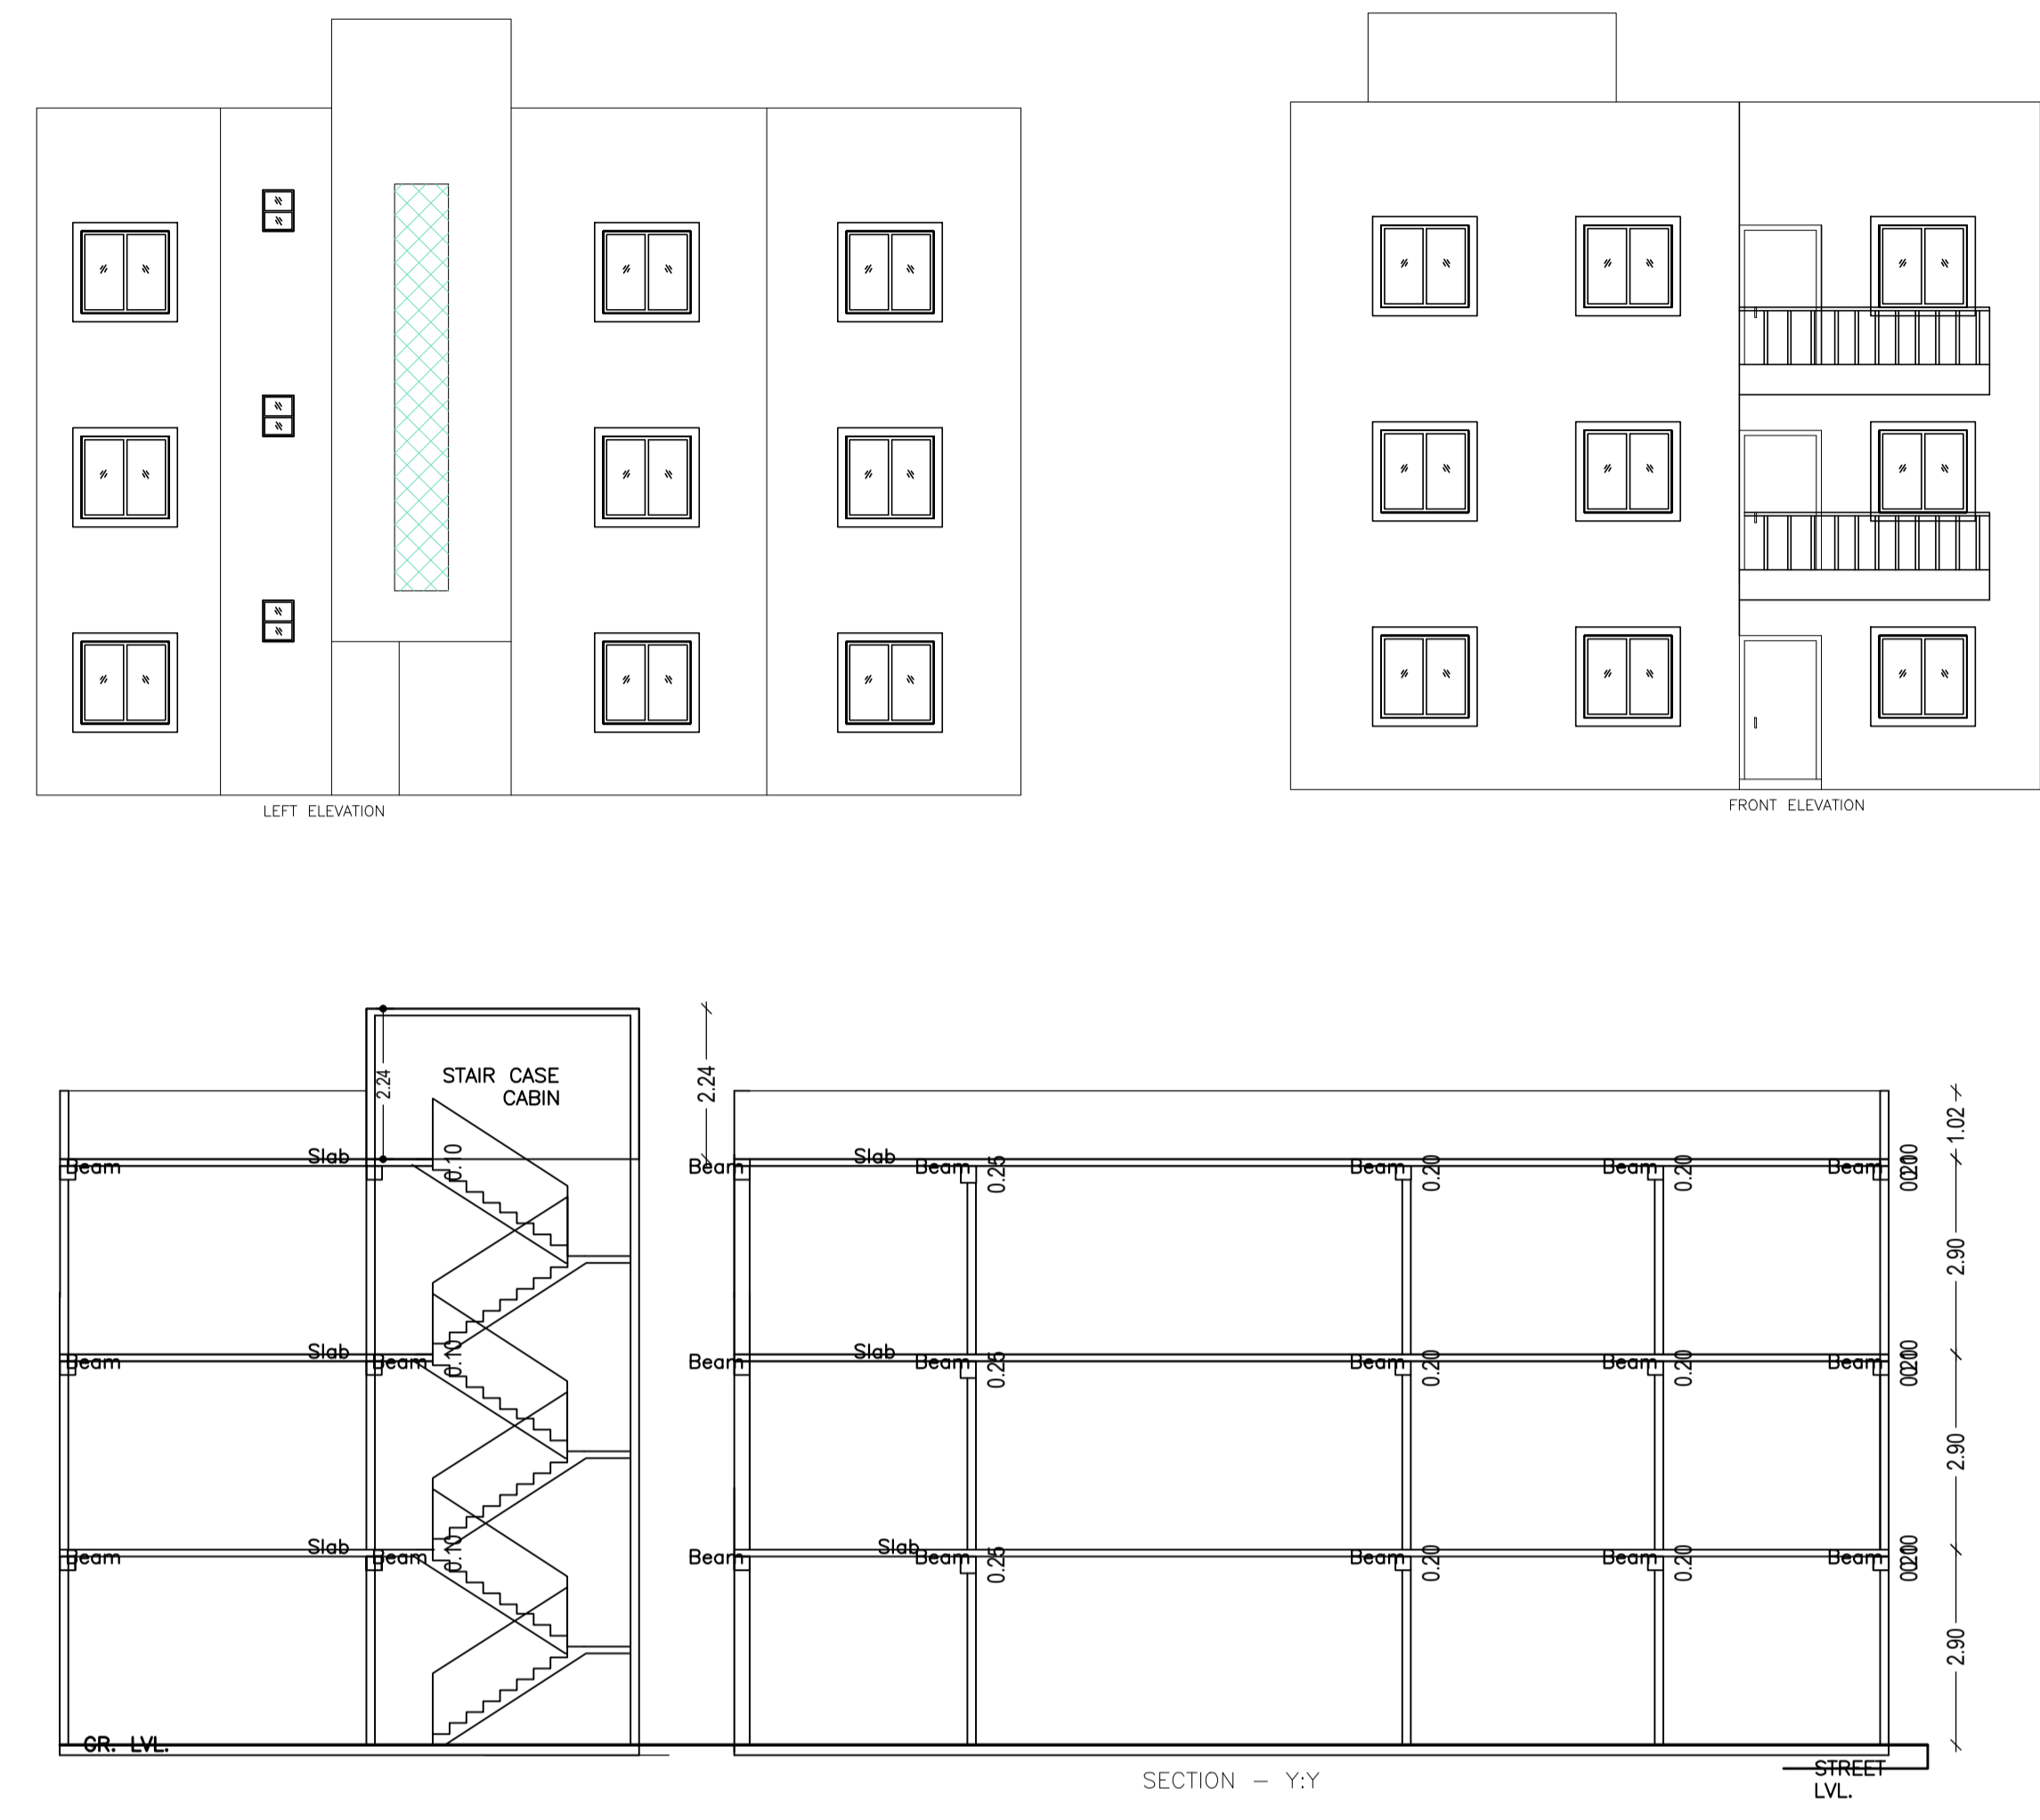 LEFT ELEVATION
FRONT ELEVATION
2.24
STAIR CASE
CABIN
2.24
1.02
Beam
Slab
0.10
Beam
Slab
Beam
0.25
Beam
0.20
Beam
0.20
Beam
2.90
Beam
Slab
Beam
0.10
Beam
Slab
Beam
0.25
Beam
0.20
Beam
0.20
Beam
2.90
Beam
Slab
Beam
0.10
Beam
Slab
Beam
0.25
Beam
0.20
Beam
0.20
Beam
2.90
GR. LVL.
SECTION - Y:Y
STREET
LVL.